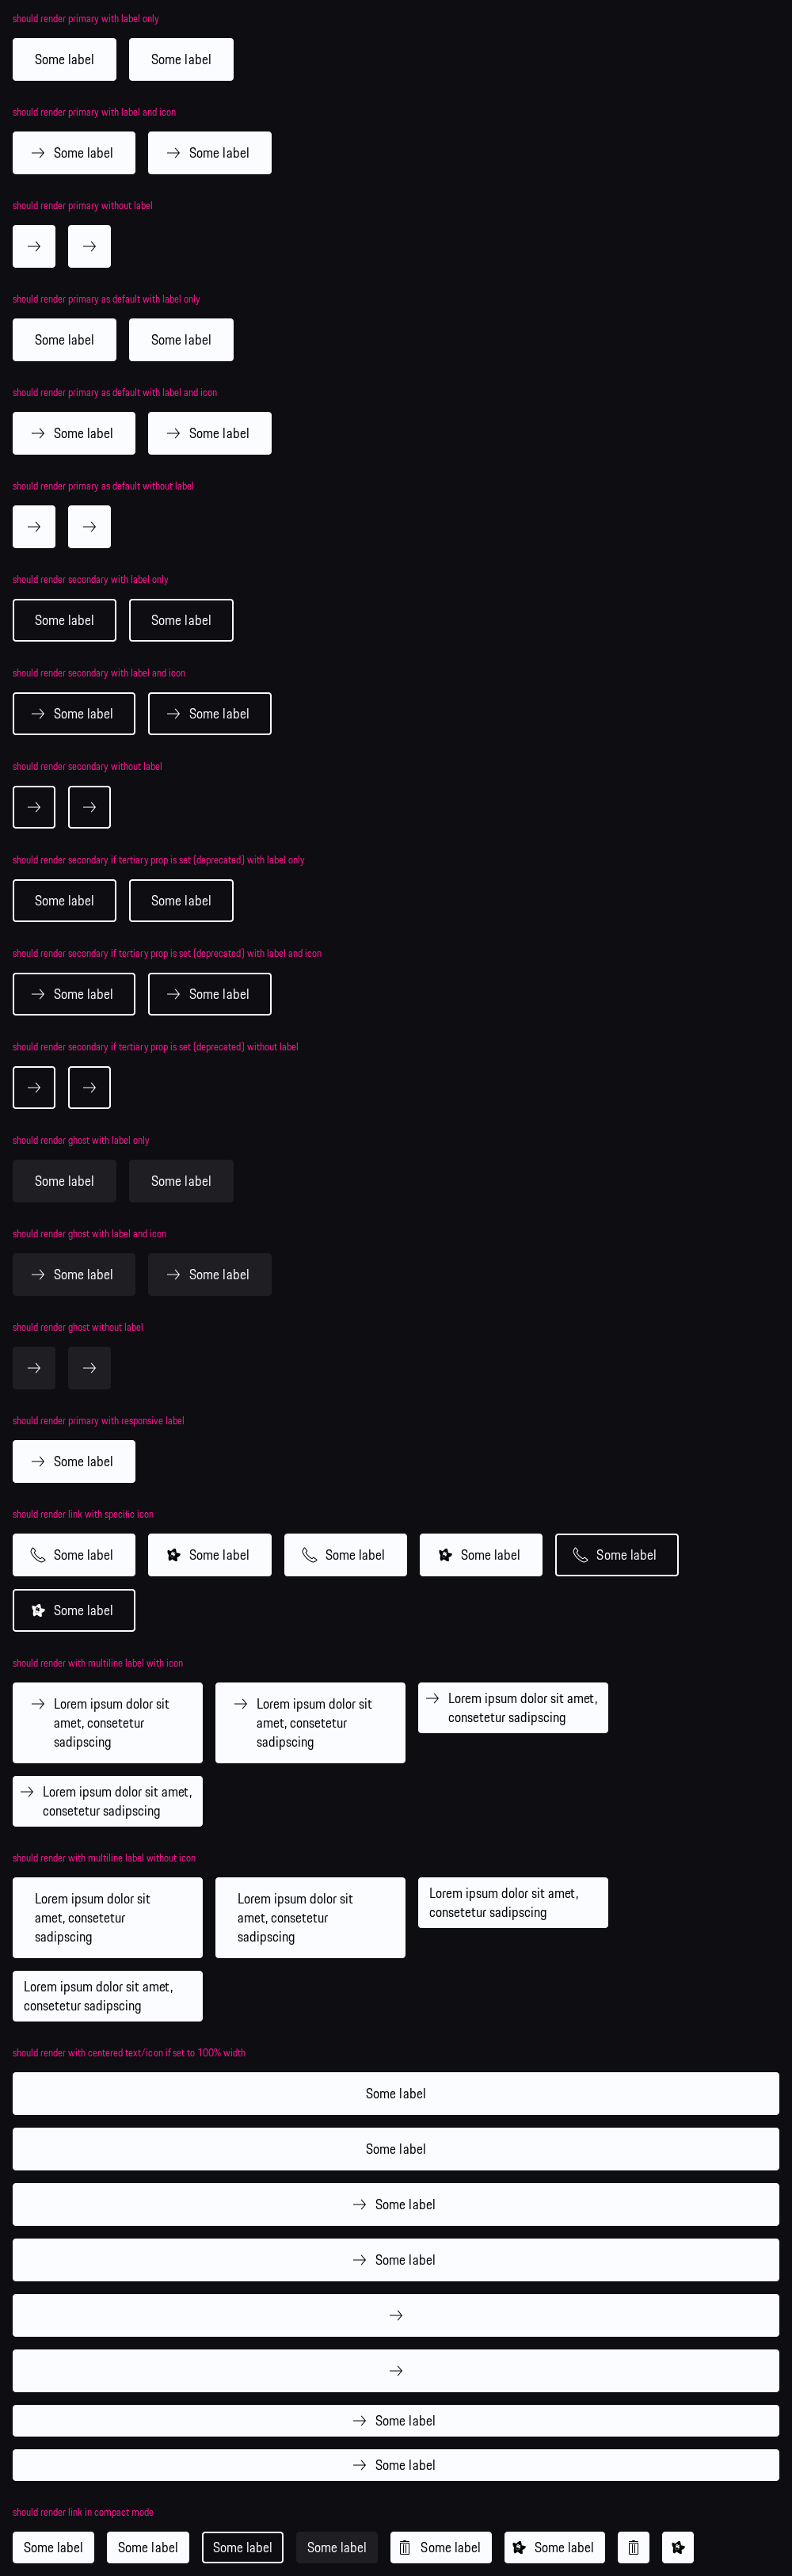 should render primary with label only
Some label Some label
should render primary with label and icon
Some label Some label
should render primary without label
should render primary as default with label only
Some label Some label
should render primary as default with label and icon
Some label Some label
should render primary as default without label
should render secondary with label only
Some label Some label
should render secondary with label and icon
Some label Some label
should render secondary without label
should render secondary if tertiary prop is set (deprecated) with label only
Some label Some label
should render secondary if tertiary prop is set (deprecated) with label and icon
Some label Some label
should render secondary if tertiary prop is set (deprecated) without label
should render ghost with label only
Some label Some label
should render ghost with label and icon
Some label Some label
should render ghost without label
should render primary with responsive label
Some label
should render link with specific icon
Some label Some label Some label Some label Some label
Some label
should render with multiline label with icon
Lorem ipsum dolor sit
amet, consetetur
sadipscing
Lorem ipsum dolor sit
amet, consetetur
sadipscing
Lorem ipsum dolor sit amet,
consetetur sadipscing
Lorem ipsum dolor sit amet,
consetetur sadipscing
should render with multiline label without icon
Lorem ipsum dolor sit
amet, consetetur
sadipscing
Lorem ipsum dolor sit
amet, consetetur
sadipscing
Lorem ipsum dolor sit amet,
consetetur sadipscing
Lorem ipsum dolor sit amet,
consetetur sadipscing
should render with centered text/icon if set to 100% width
Some label
Some label
Some label
Some label
Some label
Some label
should render link in compact mode
Some label Some label Some label Some label Some label Some label